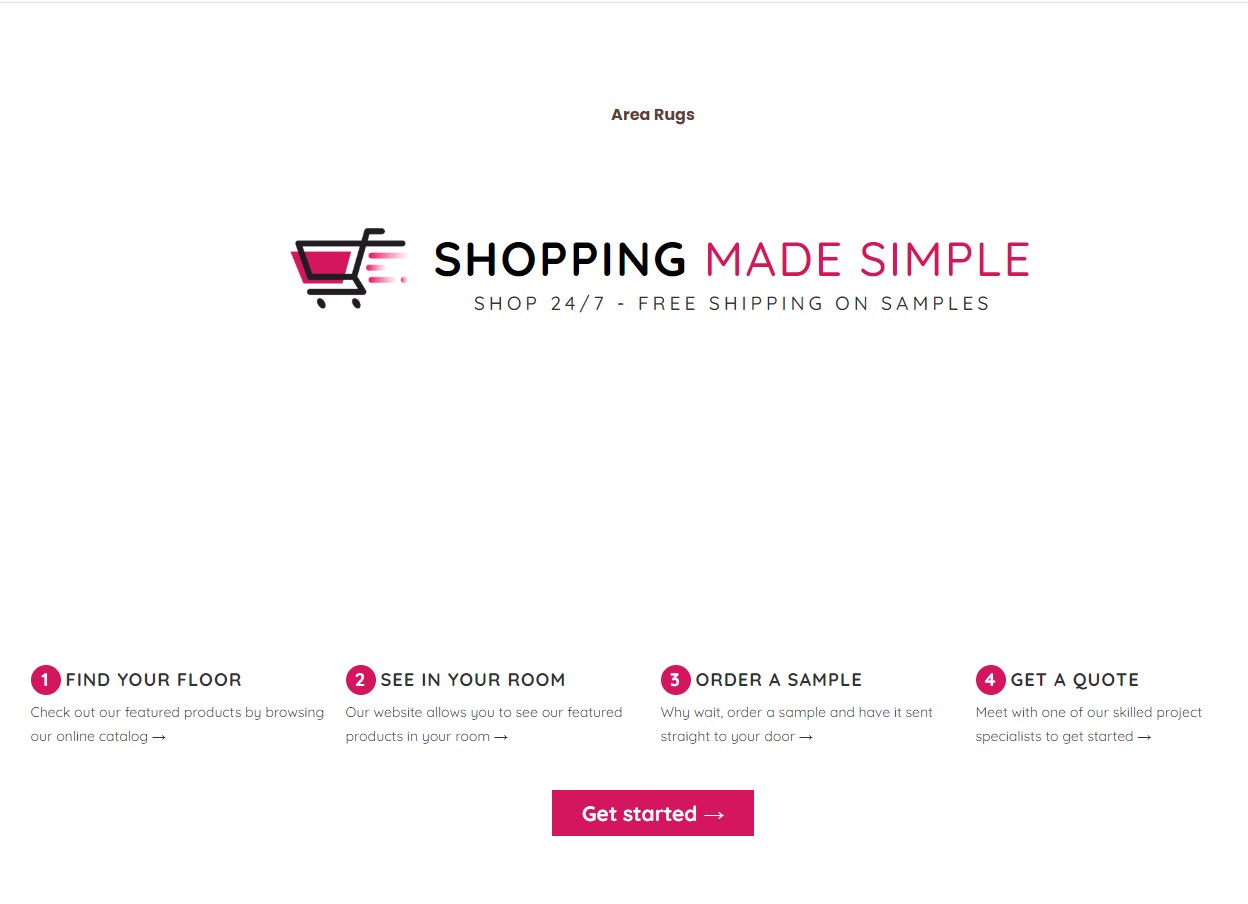 Area Rugs
SHOPPING MADE SIMPLE
SHOP 24/7 - FREE SHIPPING ON SAMPLES
1 FIND YOUR FLOOR
Check out our featured products by browsing
our online catalog →
2 SEE IN YOUR ROOM
Our website allows you to see our featured
products in your room →
3 ORDER A SAMPLE
Why wait, order a sample and have it sent
straight to your door →
4 GET A QUOTE
Meet with one of our skilled project
specialists to get started →
Get started →